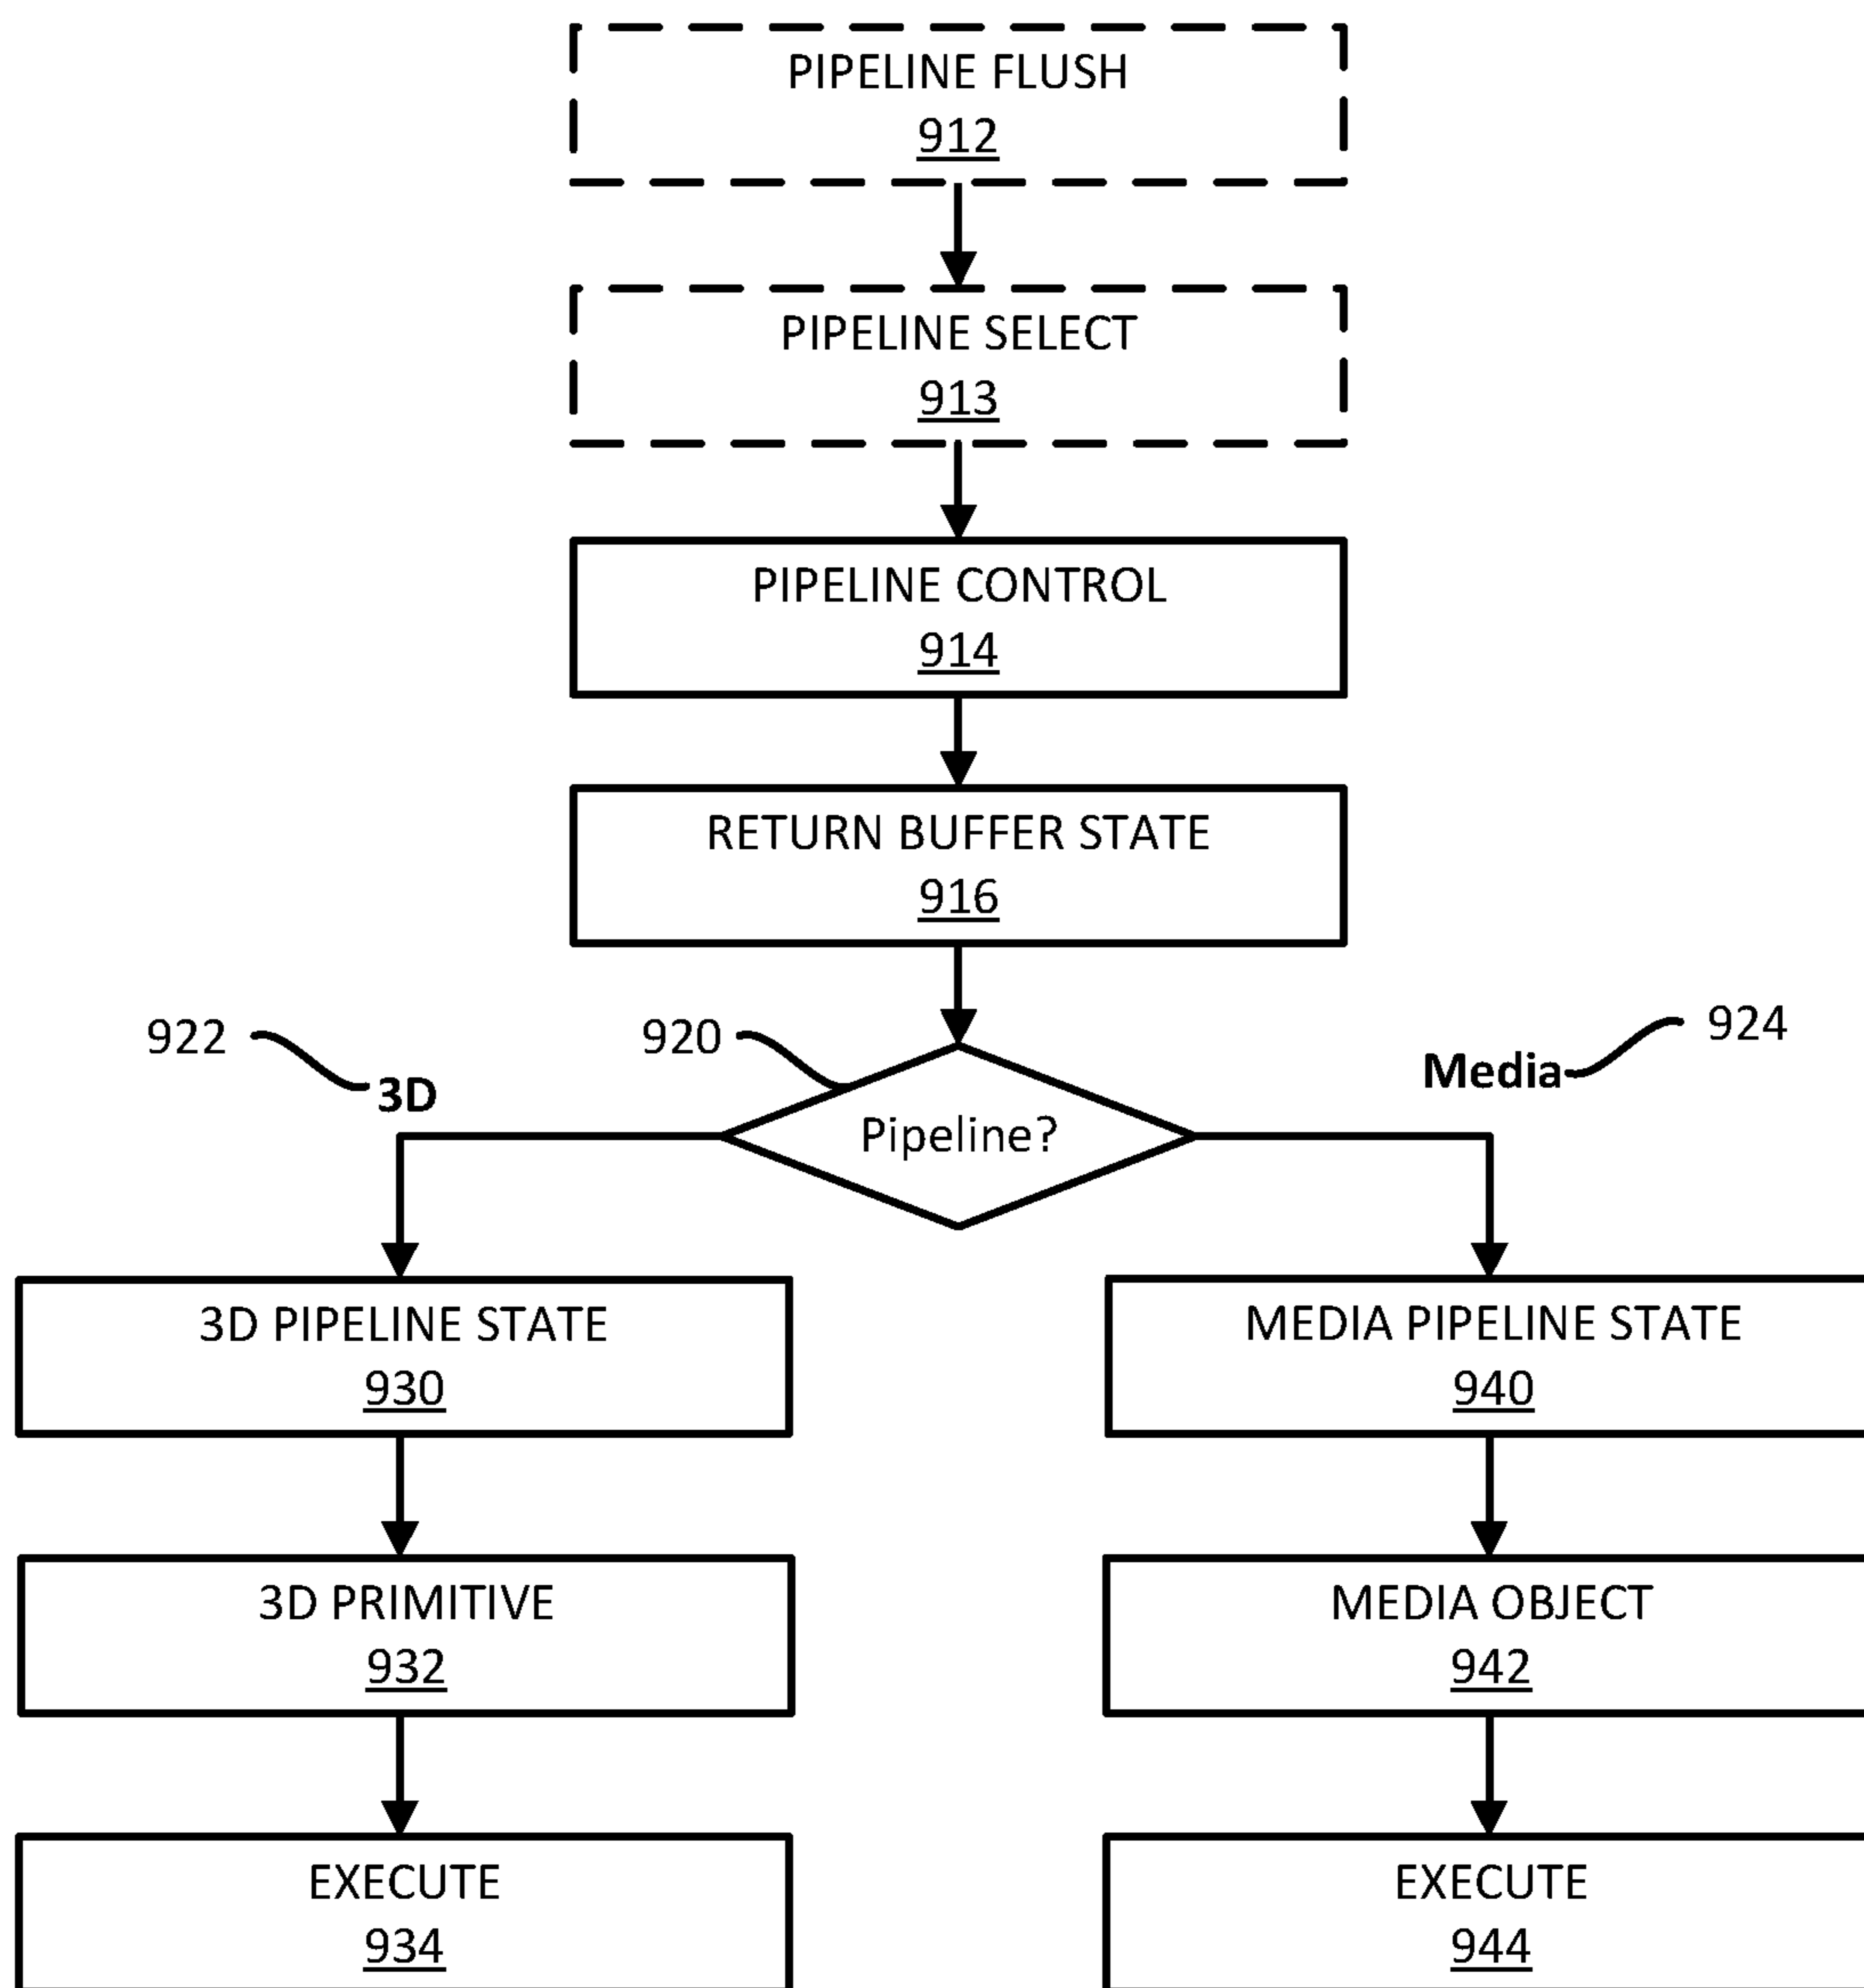 PIPELINE FLUSH
912
PIPELINE SELECT
913
PIPELINE CONTROL
914
RETURN BUFFER STATE
916
922
920
924
3D
Media
Pipeline?
3D PIPELINE STATE
930
MEDIA PIPELINE STATE
940
3D PRIMITIVE
932
MEDIA OBJECT
942
EXECUTE
934
EXECUTE
944